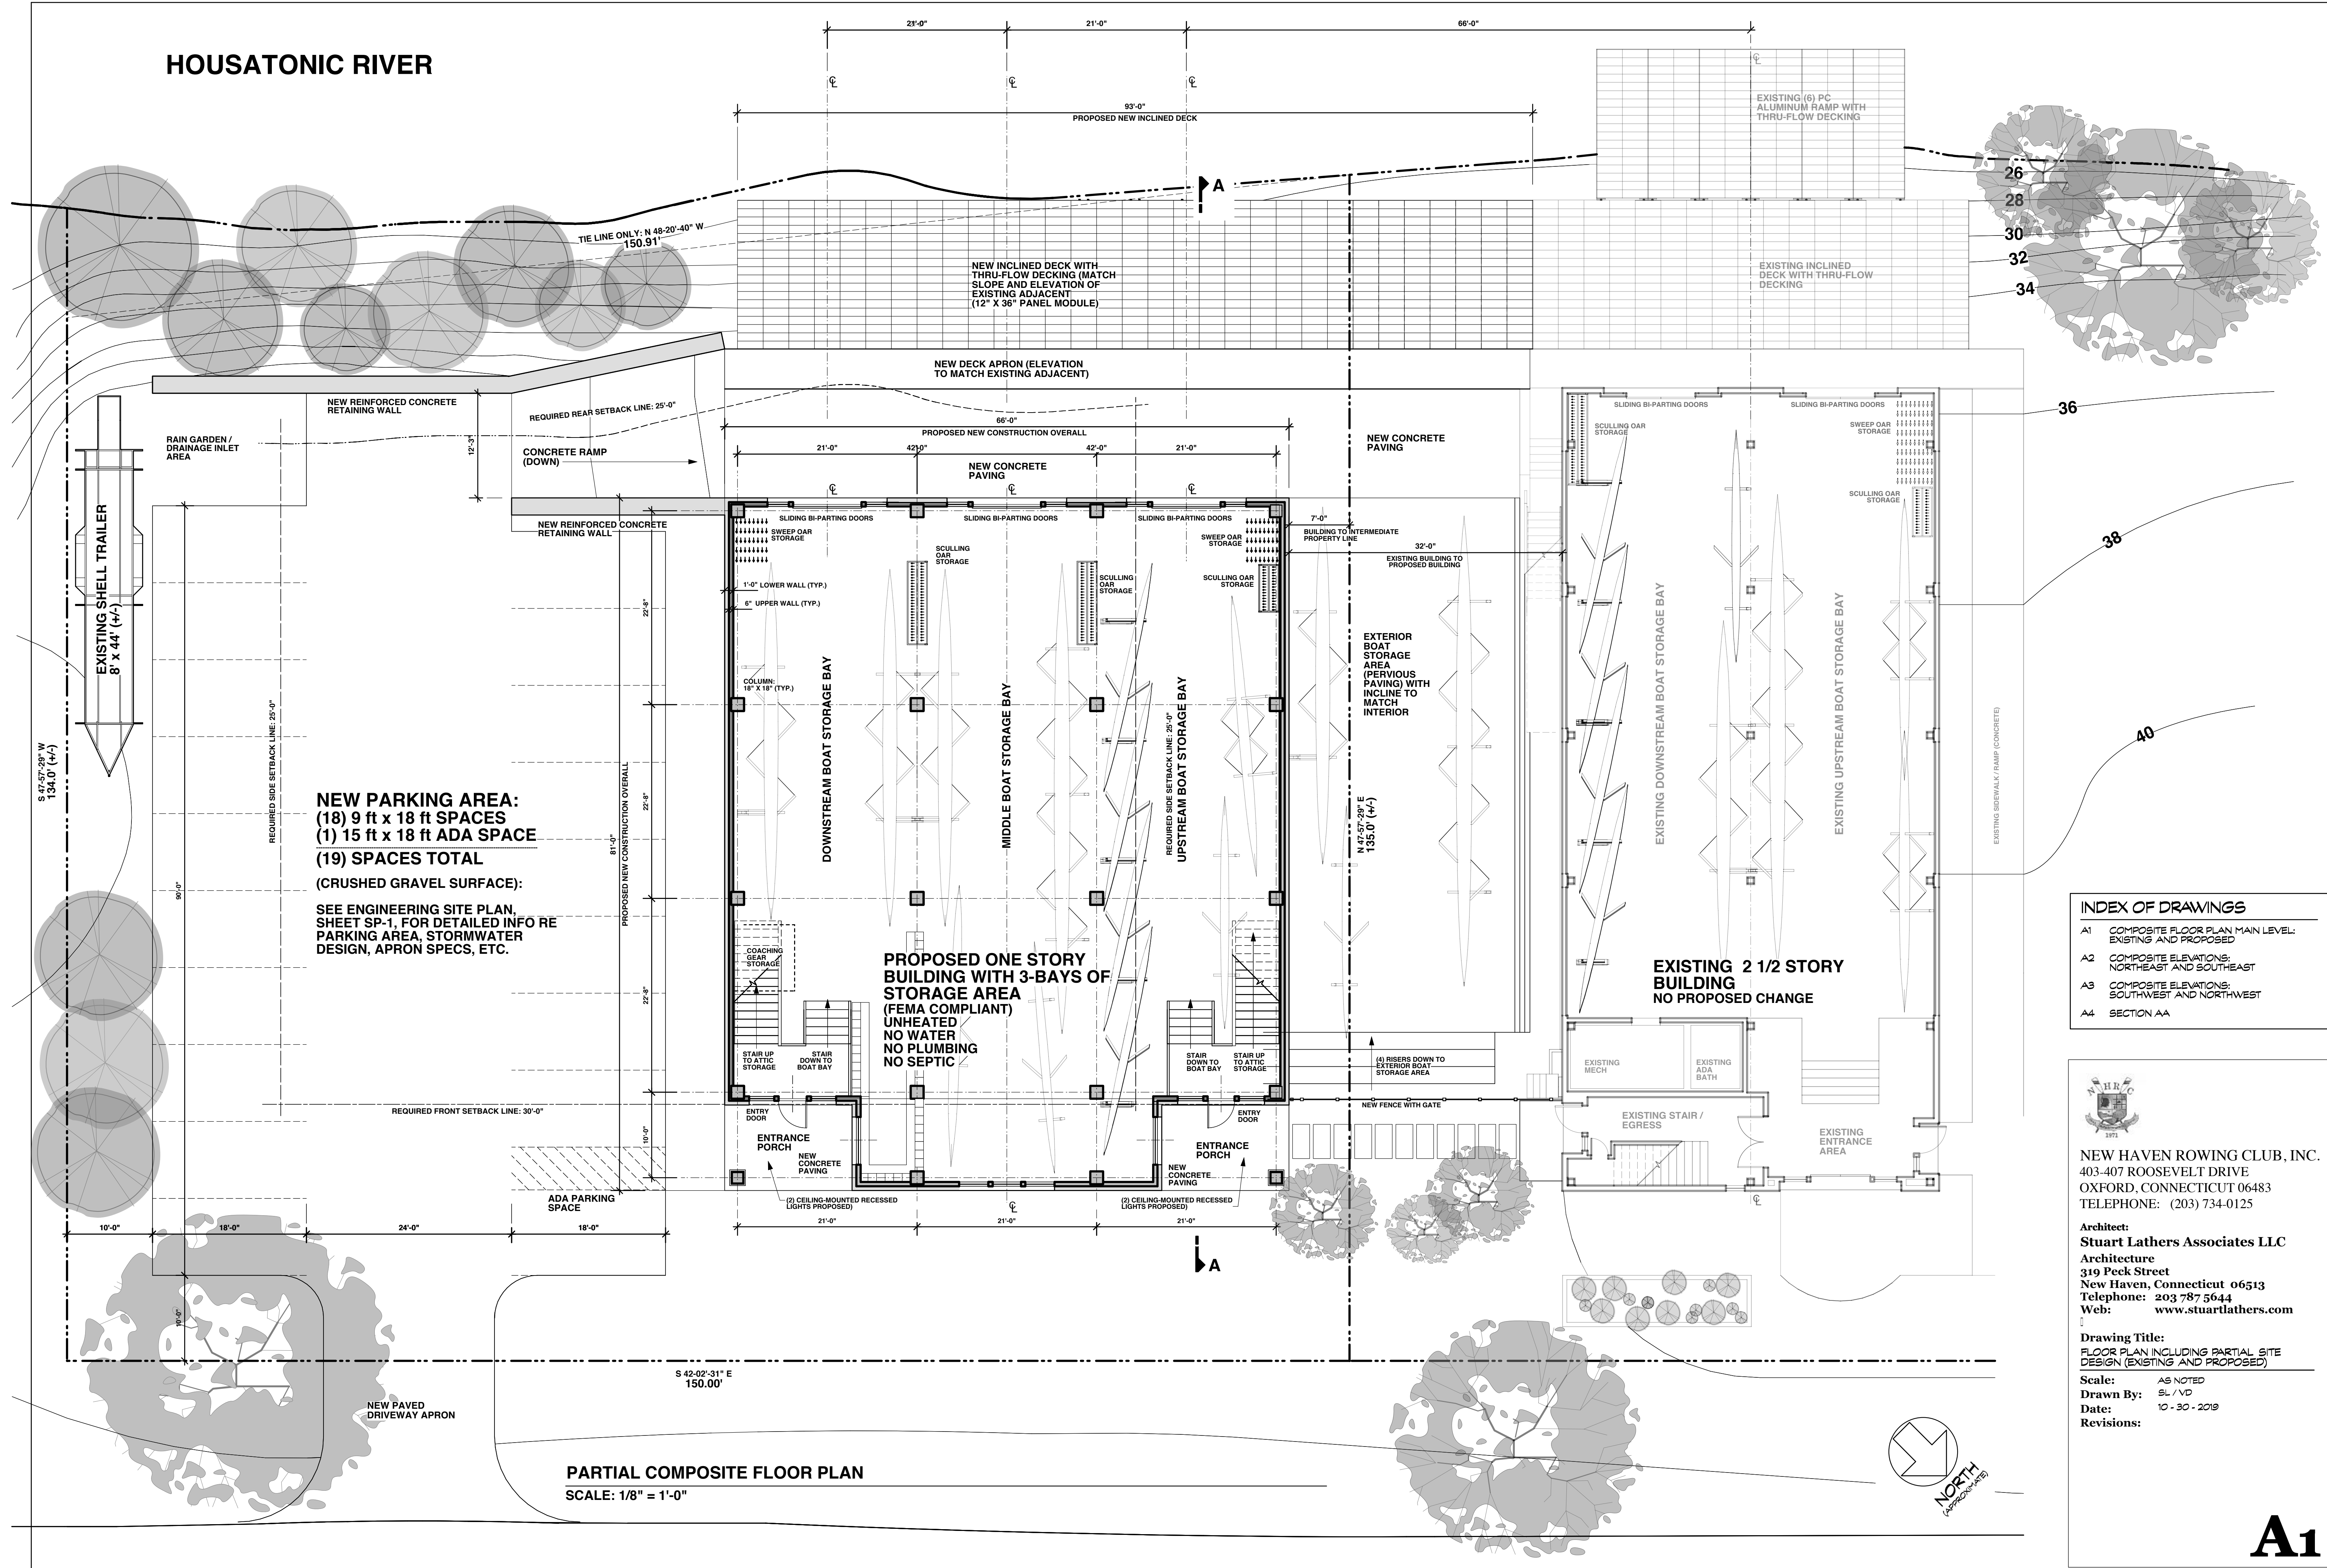 HOUSATONIC RIVER
21'-0"
21'-0"
66'-0"
93'-0"
PROPOSED NEW INCLINED DECK
EXISTING (6) PC
ALUMINUM RAMP WITH
THRU-FLOW DECKING
A
26
28
30
32
34
36
38
40
TIE LINE ONLY: N 48-20'-40" W
150.91'
NEW INCLINED DECK WITH
THRU-FLOW DECKING (MATCH
SLOPE AND ELEVATION OF
EXISTING ADJACENT
(12" X 36" PANEL MODULE)
EXISTING INCLINED
DECK WITH THRU-FLOW
DECKING
NEW DECK APRON (ELEVATION
TO MATCH EXISTING ADJACENT)
NEW REINFORCED CONCRETE
RETAINING WALL
REQUIRED REAR SETBACK LINE: 25'-0"
66'-0"
PROPOSED NEW CONSTRUCTION OVERALL
RAIN GARDEN /
DRAINAGE INLET
AREA
12'-3"
CONCRETE RAMP
(DOWN)
21'-0"
42'-0"
42'-0"
21'-0"
NEW CONCRETE
PAVING
NEW CONCRETE
PAVING
NEW REINFORCED CONCRETE
RETAINING WALL
SLIDING BI-PARTING DOORS
SLIDING BI-PARTING DOORS
SLIDING BI-PARTING DOORS
SLIDING BI-PARTING DOORS
SLIDING BI-PARTING DOORS
SCULLING OAR
STORAGE
SWEEP OAR
STORAGE
SCULLING OAR
STORAGE
SWEEP OAR
STORAGE
SCULLING
OAR
STORAGE
SCULLING
OAR
STORAGE
SWEEP OAR
STORAGE
SCULLING OAR
STORAGE
7'-0"
BUILDING TO INTERMEDIATE
PROPERTY LINE
32'-0"
EXISTING BUILDING TO
PROPOSED BUILDING
1'-0" LOWER WALL (TYP.)
6" UPPER WALL (TYP.)
COLUMN:
18" X 18" (TYP.)
EXISTING SHELL TRAILER
8' x 44' (+/-)
S 47-57'-29" W
134.0' (+/-)
REQUIRED SIDE SETBACK LINE: 25'-0"
90'-0"
NEW PARKING AREA:
(18) 9 ft x 18 ft SPACES
(1) 15 ft x 18 ft ADA SPACE
(19) SPACES TOTAL
(CRUSHED GRAVEL SURFACE):
SEE ENGINEERING SITE PLAN,
SHEET SP-1, FOR DETAILED INFO RE
PARKING AREA, STORMWATER
DESIGN, APRON SPECS, ETC.
81'-0"
PROPOSED NEW CONSTRUCTION OVERALL
22'-8"
22'-8"
22'-8"
10'-0"
DOWNSTREAM BOAT STORAGE BAY
MIDDLE BOAT STORAGE BAY
REQUIRED SIDE SETBACK LINE: 25'-0"
UPSTREAM BOAT STORAGE BAY
EXTERIOR
BOAT
STORAGE
AREA
(PERVIOUS
PAVING) WITH
INCLINE TO
MATCH
INTERIOR
N 47-57'-29" E
135.0' (+/-)
EXISTING DOWNSTREAM BOAT STORAGE BAY
EXISTING UPSTREAM BOAT STORAGE BAY
EXISTING SIDEWALK / RAMP (CONCRETE)
COACHING
GEAR
STORAGE
PROPOSED ONE STORY
BUILDING WITH 3-BAYS OF
STORAGE AREA
(FEMA COMPLIANT)
UNHEATED
NO WATER
NO PLUMBING
NO SEPTIC
EXISTING 2 1/2 STORY
BUILDING
NO PROPOSED CHANGE
STAIR UP
TO ATTIC
STORAGE
STAIR
DOWN TO
BOAT BAY
STAIR
DOWN TO
BOAT BAY
STAIR UP
TO ATTIC
STORAGE
(4) RISERS DOWN TO
EXTERIOR BOAT
STORAGE AREA
EXISTING
MECH
EXISTING
ADA
BATH
REQUIRED FRONT SETBACK LINE: 30'-0"
ENTRY
DOOR
ENTRY
DOOR
NEW FENCE WITH GATE
EXISTING STAIR /
EGRESS
EXISTING
ENTRANCE
AREA
ENTRANCE
PORCH
NEW
CONCRETE
PAVING
ENTRANCE
PORCH
NEW
CONCRETE
PAVING
ADA PARKING
SPACE
(2) CEILING-MOUNTED RECESSED
LIGHTS PROPOSED)
(2) CEILING-MOUNTED RECESSED
LIGHTS PROPOSED)
10'-0"
18'-0"
24'-0"
18'-0"
21'-0"
21'-0"
21'-0"
A
10'-0"
S 42-02'-31" E
150.00'
NEW PAVED
DRIVEWAY APRON
PARTIAL COMPOSITE FLOOR PLAN
SCALE: 1/8" = 1'-0"
NORTH
(APPROXIMATE)
INDEX OF DRAWINGS
A1 COMPOSITE FLOOR PLAN MAIN LEVEL:
EXISTING AND PROPOSED
A2 COMPOSITE ELEVATIONS:
NORTHEAST AND SOUTHEAST
A3 COMPOSITE ELEVATIONS:
SOUTHWEST AND NORTHWEST
A4 SECTION AA
N H R C
1971
NEW HAVEN ROWING CLUB, INC.
403-407 ROOSEVELT DRIVE
OXFORD, CONNECTICUT 06483
TELEPHONE: (203) 734-0125
Architect:
Stuart Lathers Associates LLC
Architecture
319 Peck Street
New Haven, Connecticut 06513
Telephone: 203 787 5644
Web: www.stuartlathers.com
Drawing Title:
FLOOR PLAN INCLUDING PARTIAL SITE
DESIGN (EXISTING AND PROPOSED)
Scale: AS NOTED
Drawn By: SL / VD
Date: 10 - 30 - 2019
Revisions:
A1